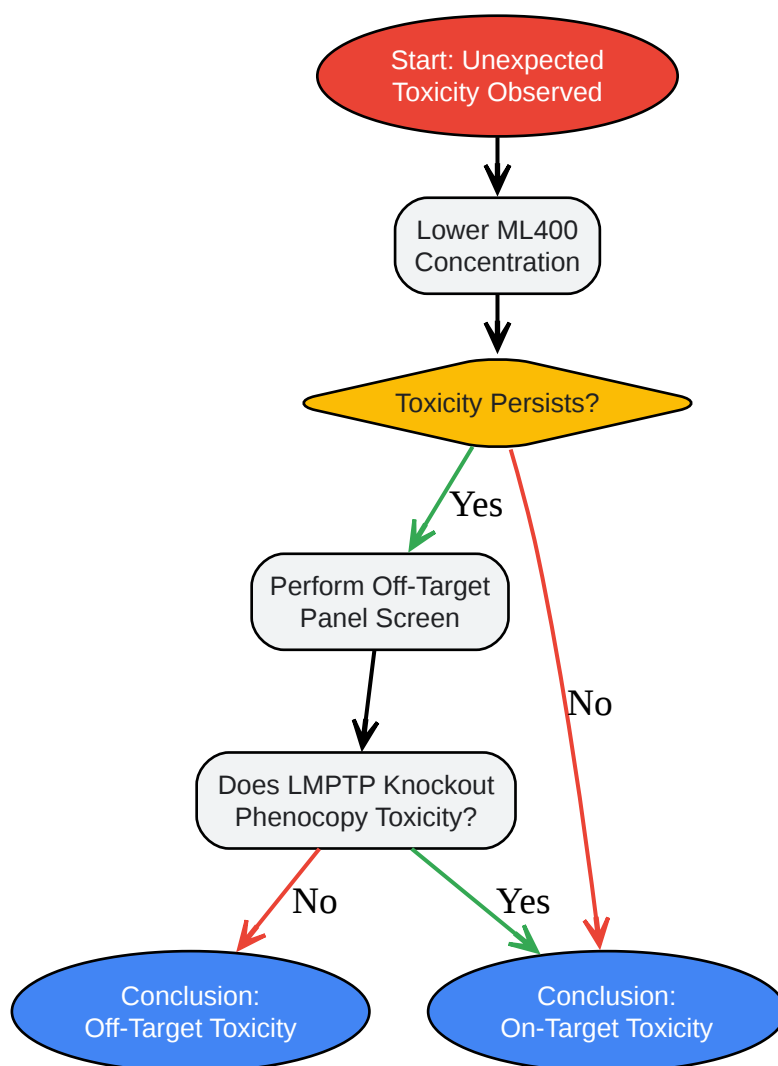 Start: Unexpected
Toxicity Observed
Lower ML400
Concentration
Toxicity Persists?
Yes
Perform Off-Target
Panel Screen
No
Does LMPTP Knockout
Phenocopy Toxicity?
No
Yes
Conclusion:
Off-Target Toxicity
Conclusion:
On-Target Toxicity